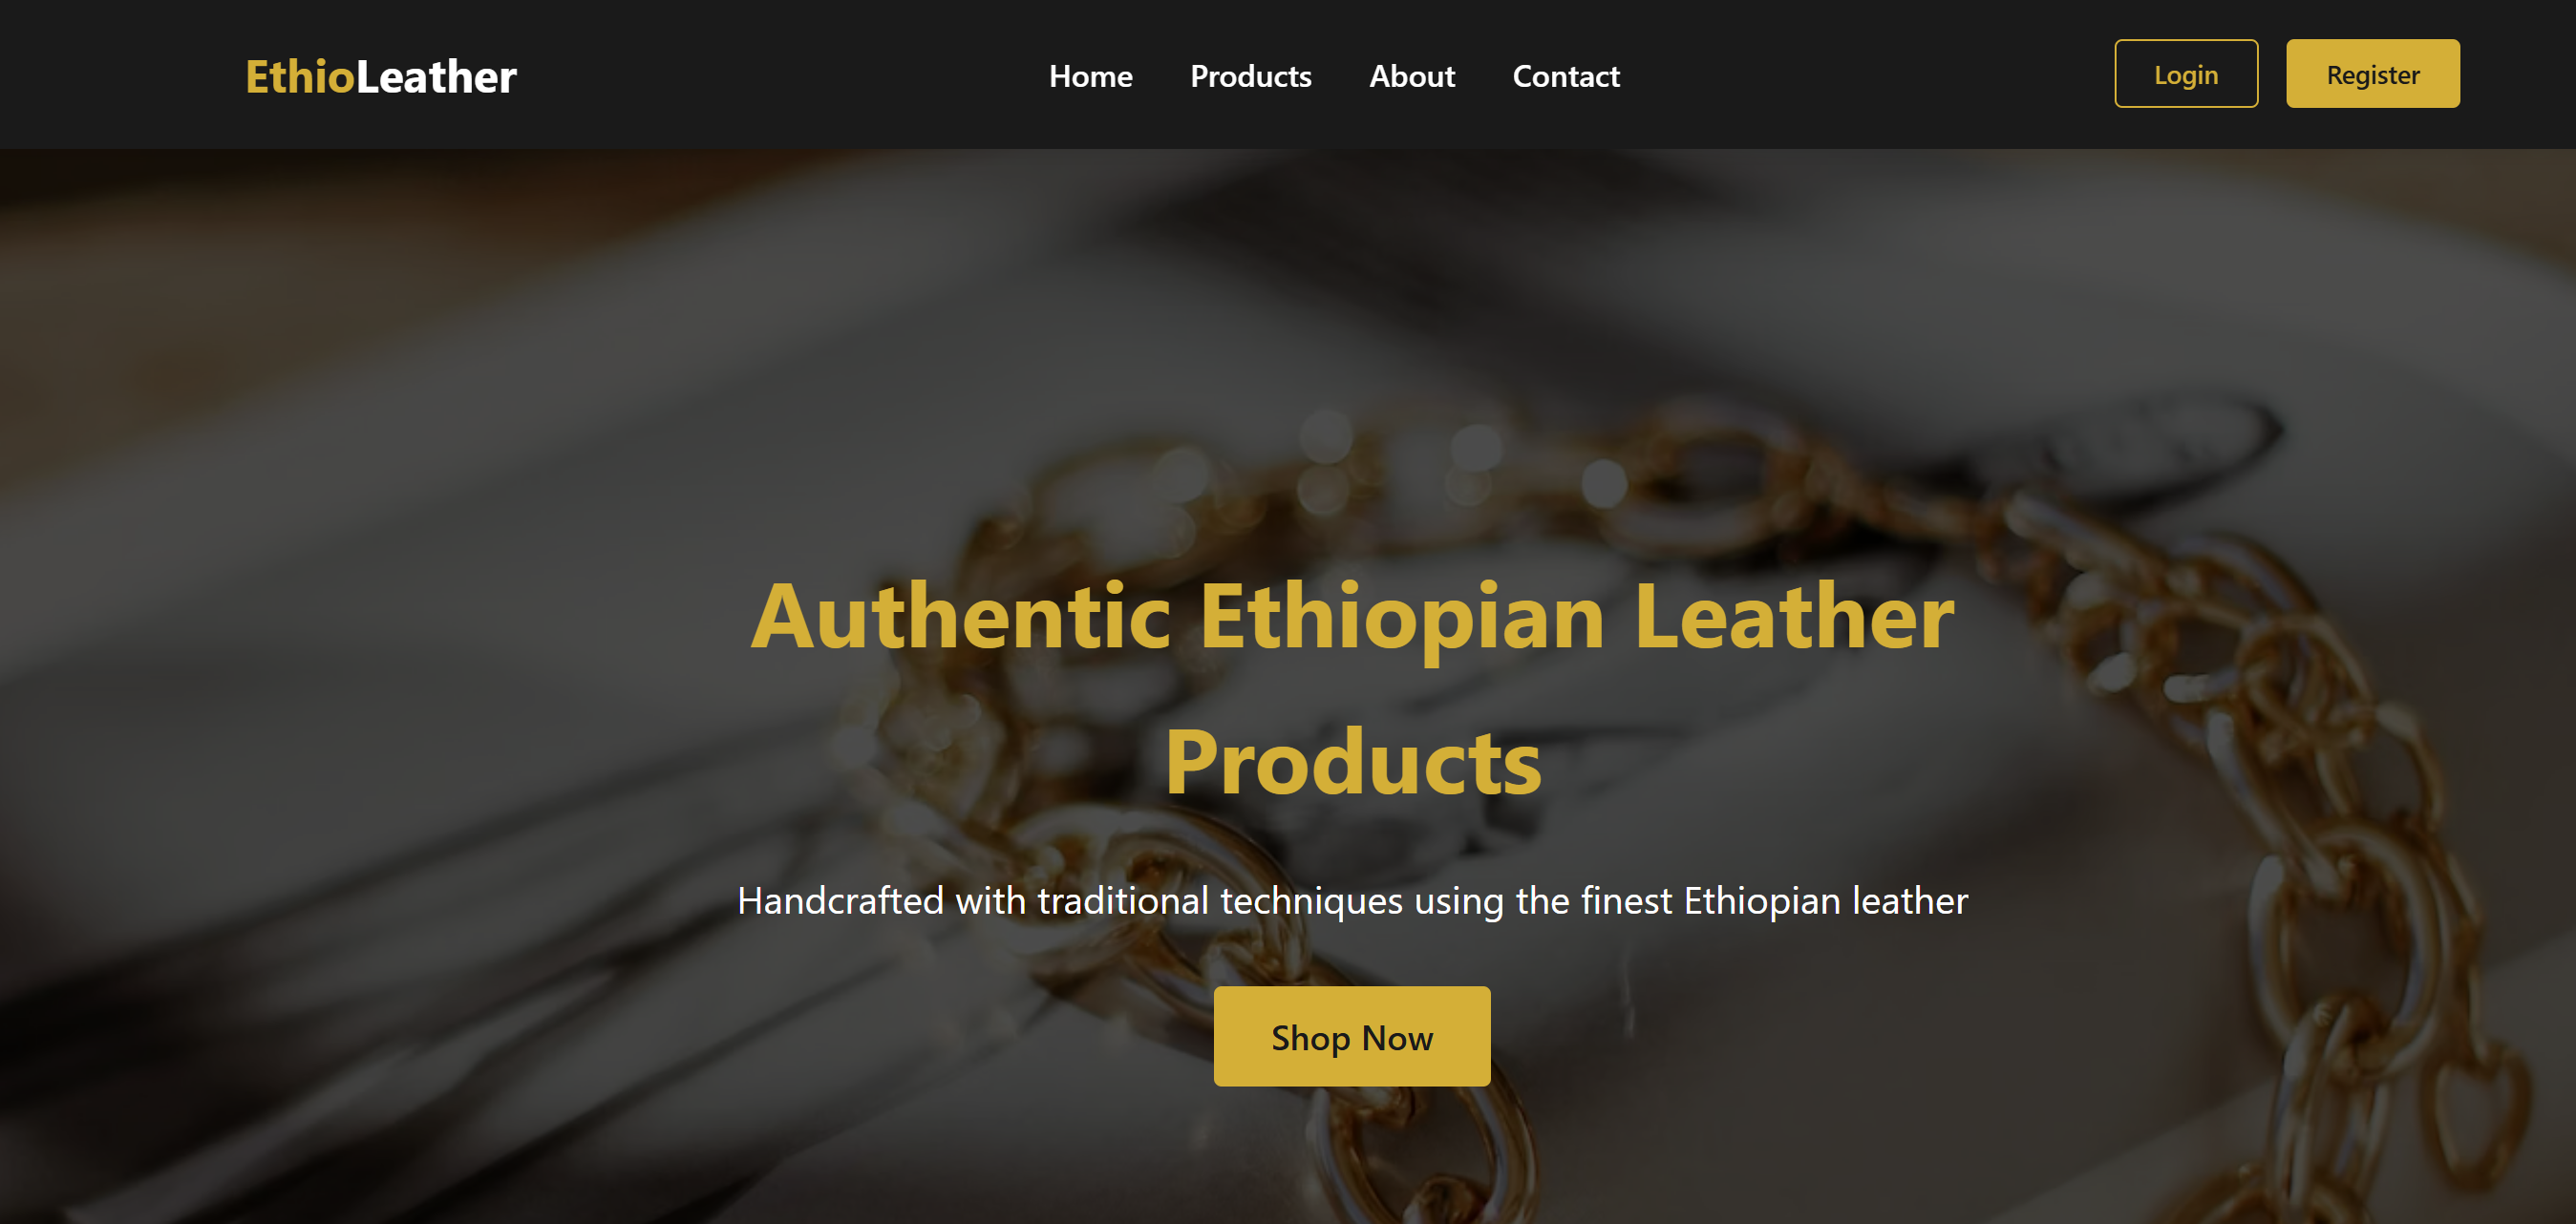 EthioLeather
Home Products About Contact
Login Register
Authentic Ethiopian Leather
Products
Handcrafted with traditional techniques using the finest Ethiopian leather
Shop Now